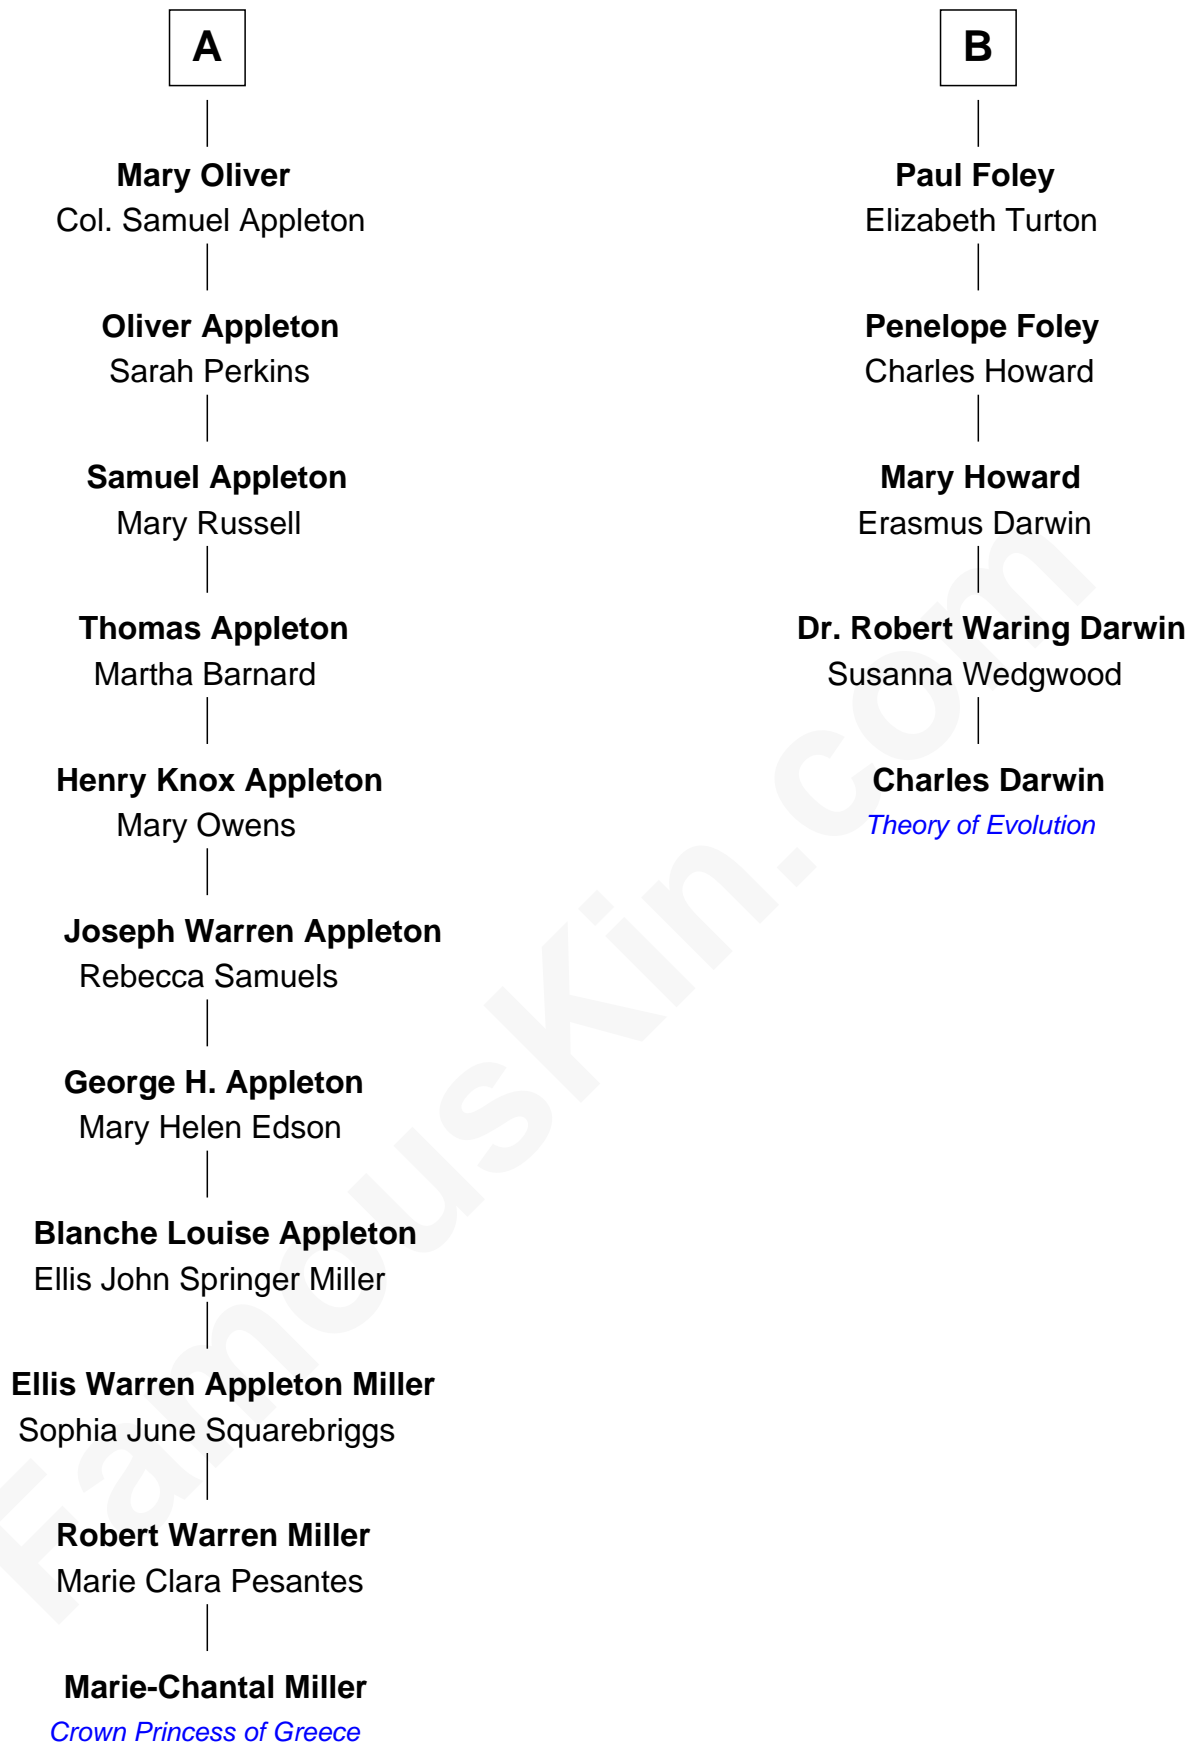 A
Mary Oliver
Col. Samuel Appleton
Oliver Appleton
Sarah Perkins
Samuel Appleton
Mary Russell
Thomas Appleton
Martha Barnard
Henry Knox Appleton
Mary Owens
Joseph Warren Appleton
Rebecca Samuels
George H. Appleton
Mary Helen Edson
Blanche Louise Appleton
Ellis John Springer Miller
Ellis Warren Appleton Miller
Sophia June Squarebriggs
Robert Warren Miller
Marie Clara Pesantes
Marie-Chantal Miller
Crown Princess of Greece
B
Paul Foley
Elizabeth Turton
Penelope Foley
Charles Howard
Mary Howard
Erasmus Darwin
Dr. Robert Waring Darwin
Susanna Wedgwood
Charles Darwin
Theory of Evolution
FamousKin.com